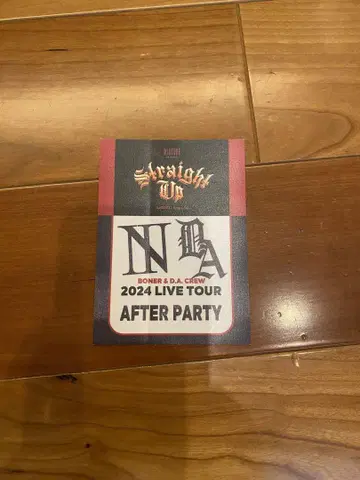 Straight
Up
N DA
BONER & D.A. CREW
2024 LIVE TOUR
AFTER PARTY